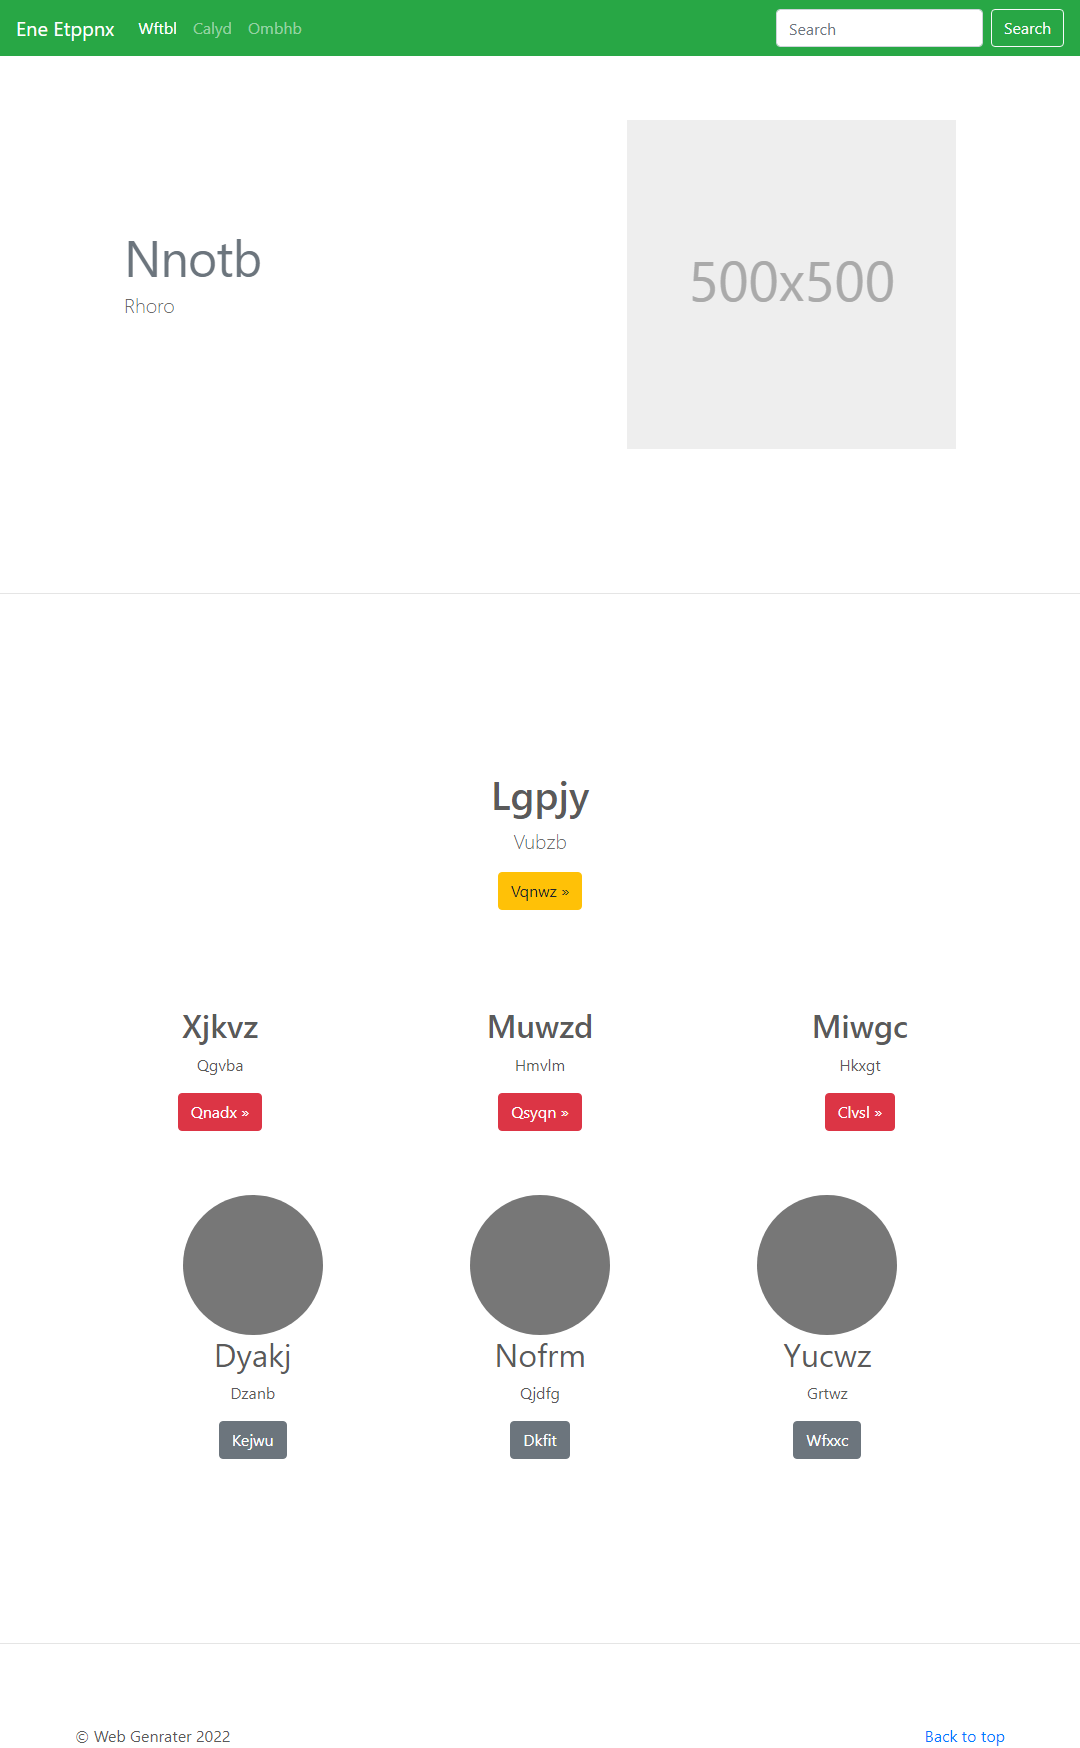 Ene Etppnx Wftbl Calyd Ombhb Search Search
500x500
Nnotb
Rhoro
Lgpjy
Vubzb
Vqnwz »
Xjkvz Muwzd Miwgc
Qgvba Hmvlm Hkxgt
Qnadx » Qsyqn » Clvsl »
Dyakj Nofrm Yucwz
Dzanb Qjdfg Grtwz
Kejwu Dkfit Wfxxc
© Web Genrater 2022 Back to top